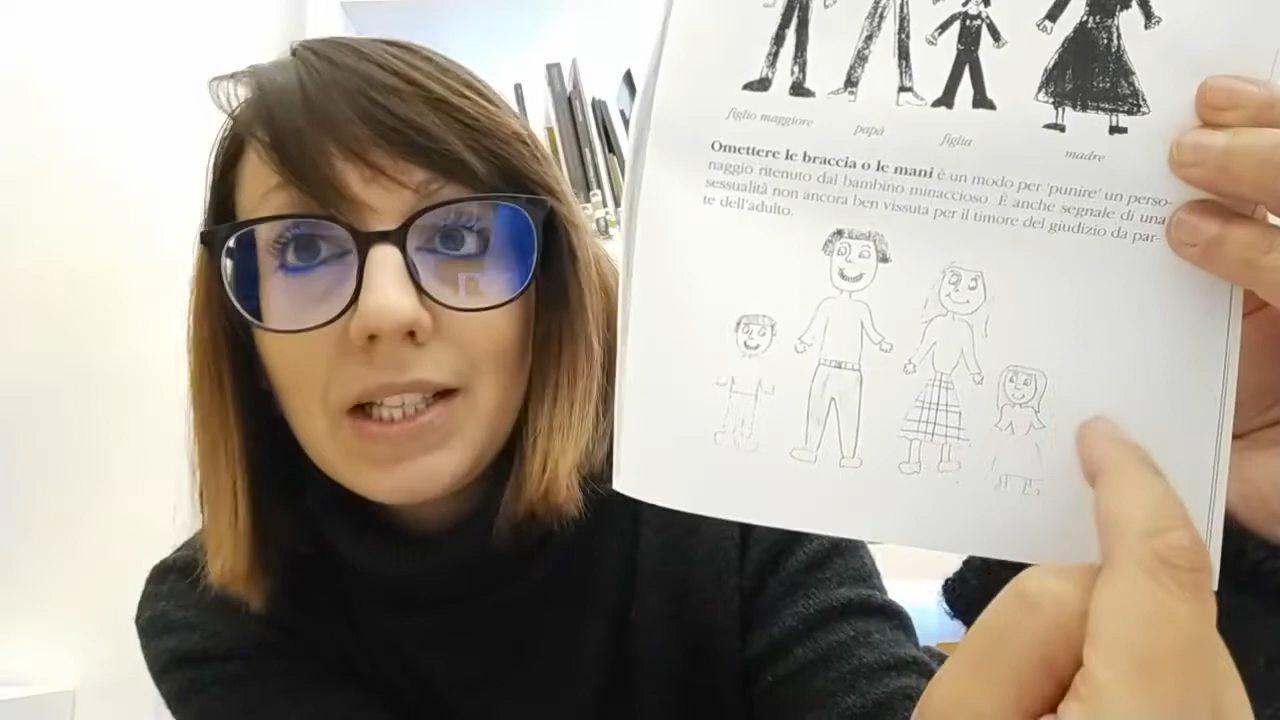 figlio maggiore papà figlia madre
Omettere le braccia o le mani è un modo per 'punire' un perso-
naggio ritenuto dal bambino minaccioso. È anche segnale di una
sessualità non ancora ben vissuta per il timore del giudizio da par-
te dell'adulto.